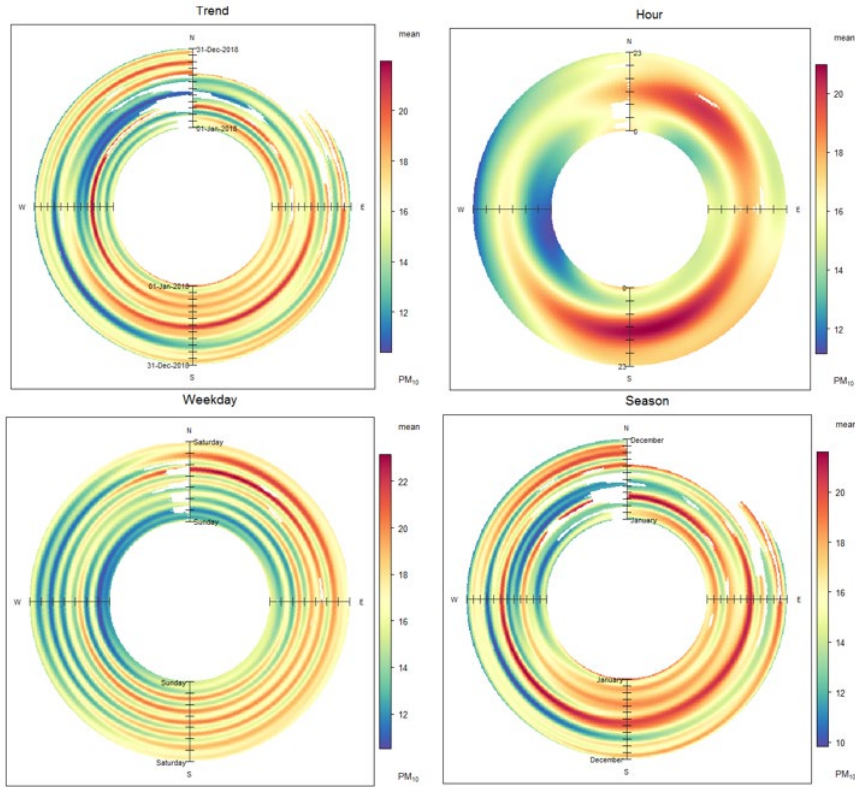 Trend
mean
N
31-Dec-2018
01-Jan-2018
W
E
01-Jan-2018
31-Dec-2018
S
20
18
16
14
12
PM10
Hour
mean
N
23
0
W
E
0
23
S
20
18
16
14
12
PM10
Weekday
mean
N
Saturday
Sunday
W
E
Sunday
Saturday
S
22
20
18
16
14
12
PM10
Season
mean
N
December
January
W
E
January
December
S
20
18
16
14
12
10
PM10